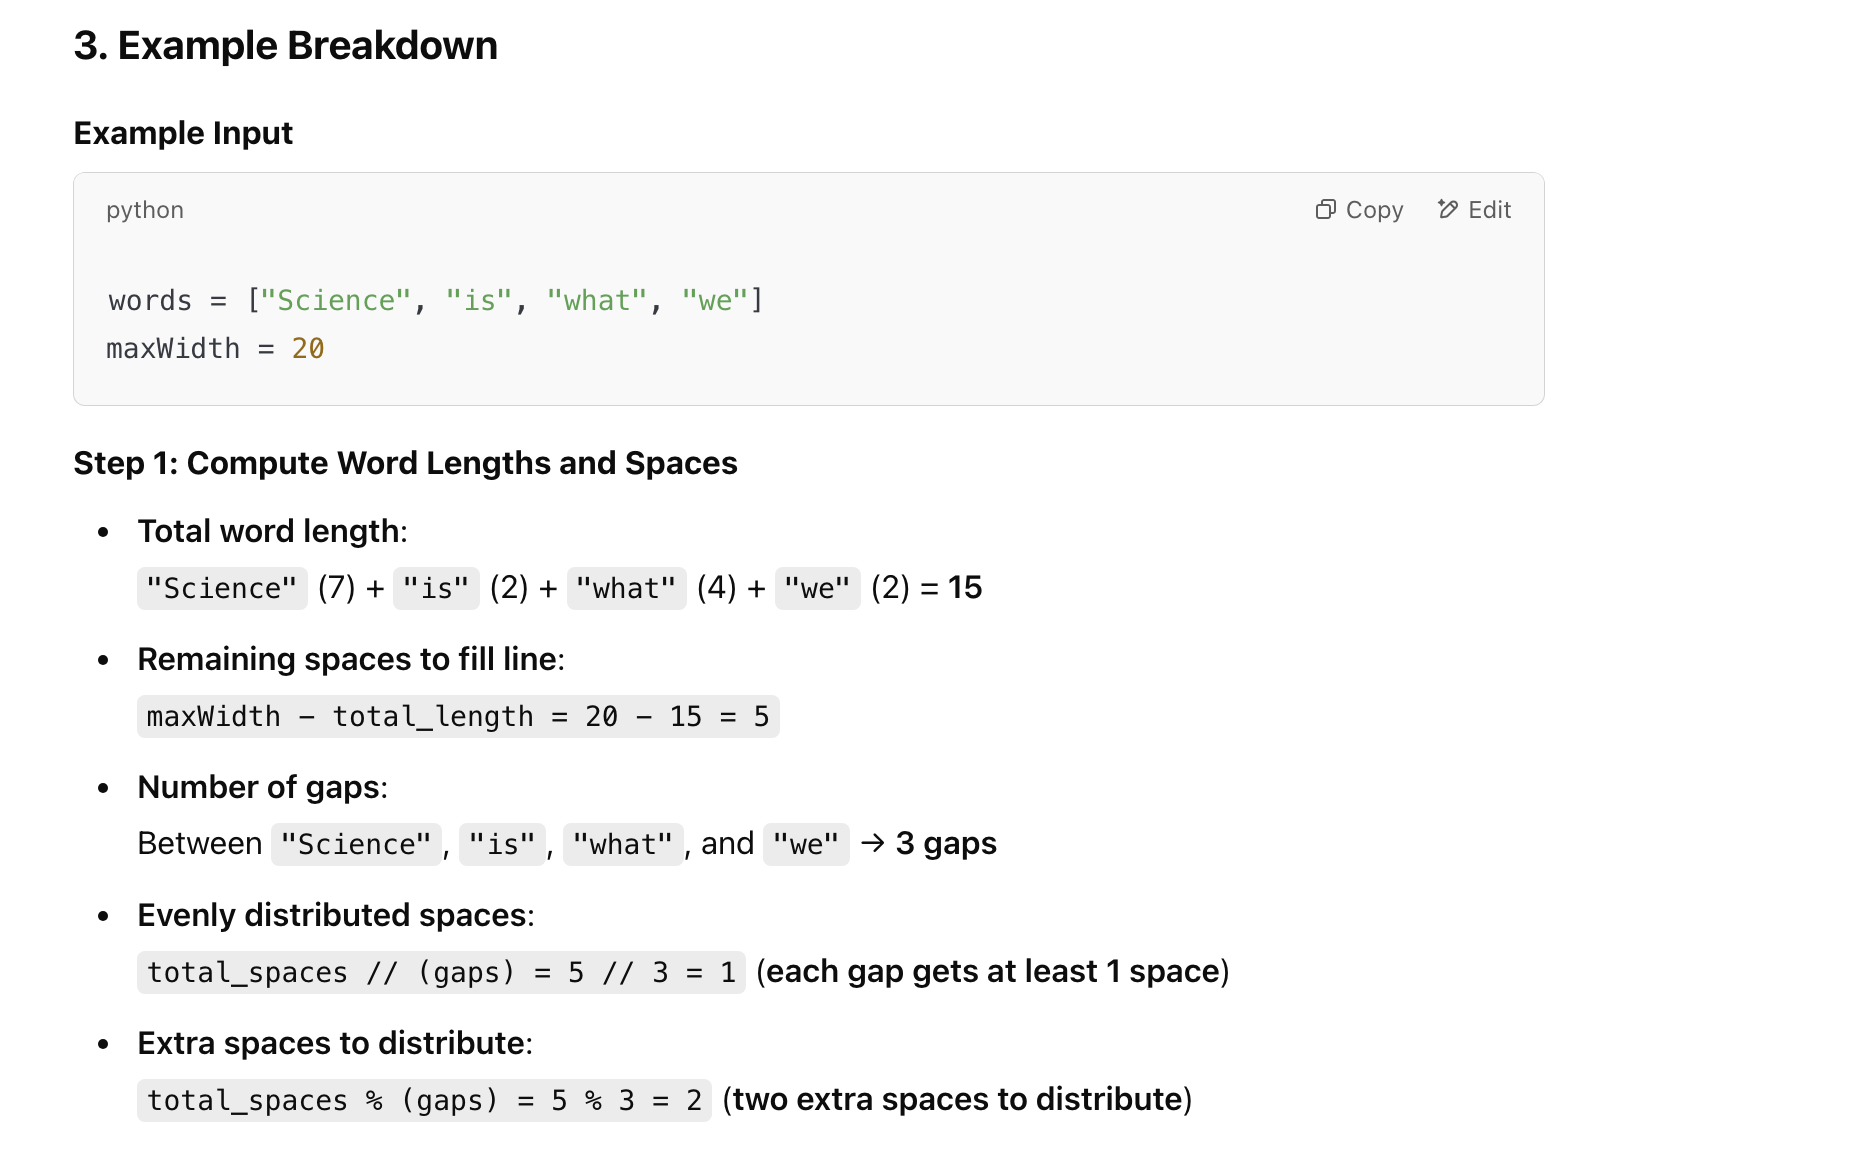 3. Example Breakdown
Example Input
python
Copy
Edit
words = ["Science", "is", "what", "we"]
maxWidth = 20
Step 1: Compute Word Lengths and Spaces
• Total word length:
"Science" (7) + "is" (2) + "what" (4) + "we" (2) = 15
• Remaining spaces to fill line:
maxWidth - total_length = 20 - 15 = 5
• Number of gaps:
Between "Science", "is", "what", and "we" → 3 gaps
• Evenly distributed spaces:
total_spaces // (gaps) = 5 // 3 = 1 (each gap gets at least 1 space)
• Extra spaces to distribute:
total_spaces % (gaps) = 5 % 3 = 2 (two extra spaces to distribute)